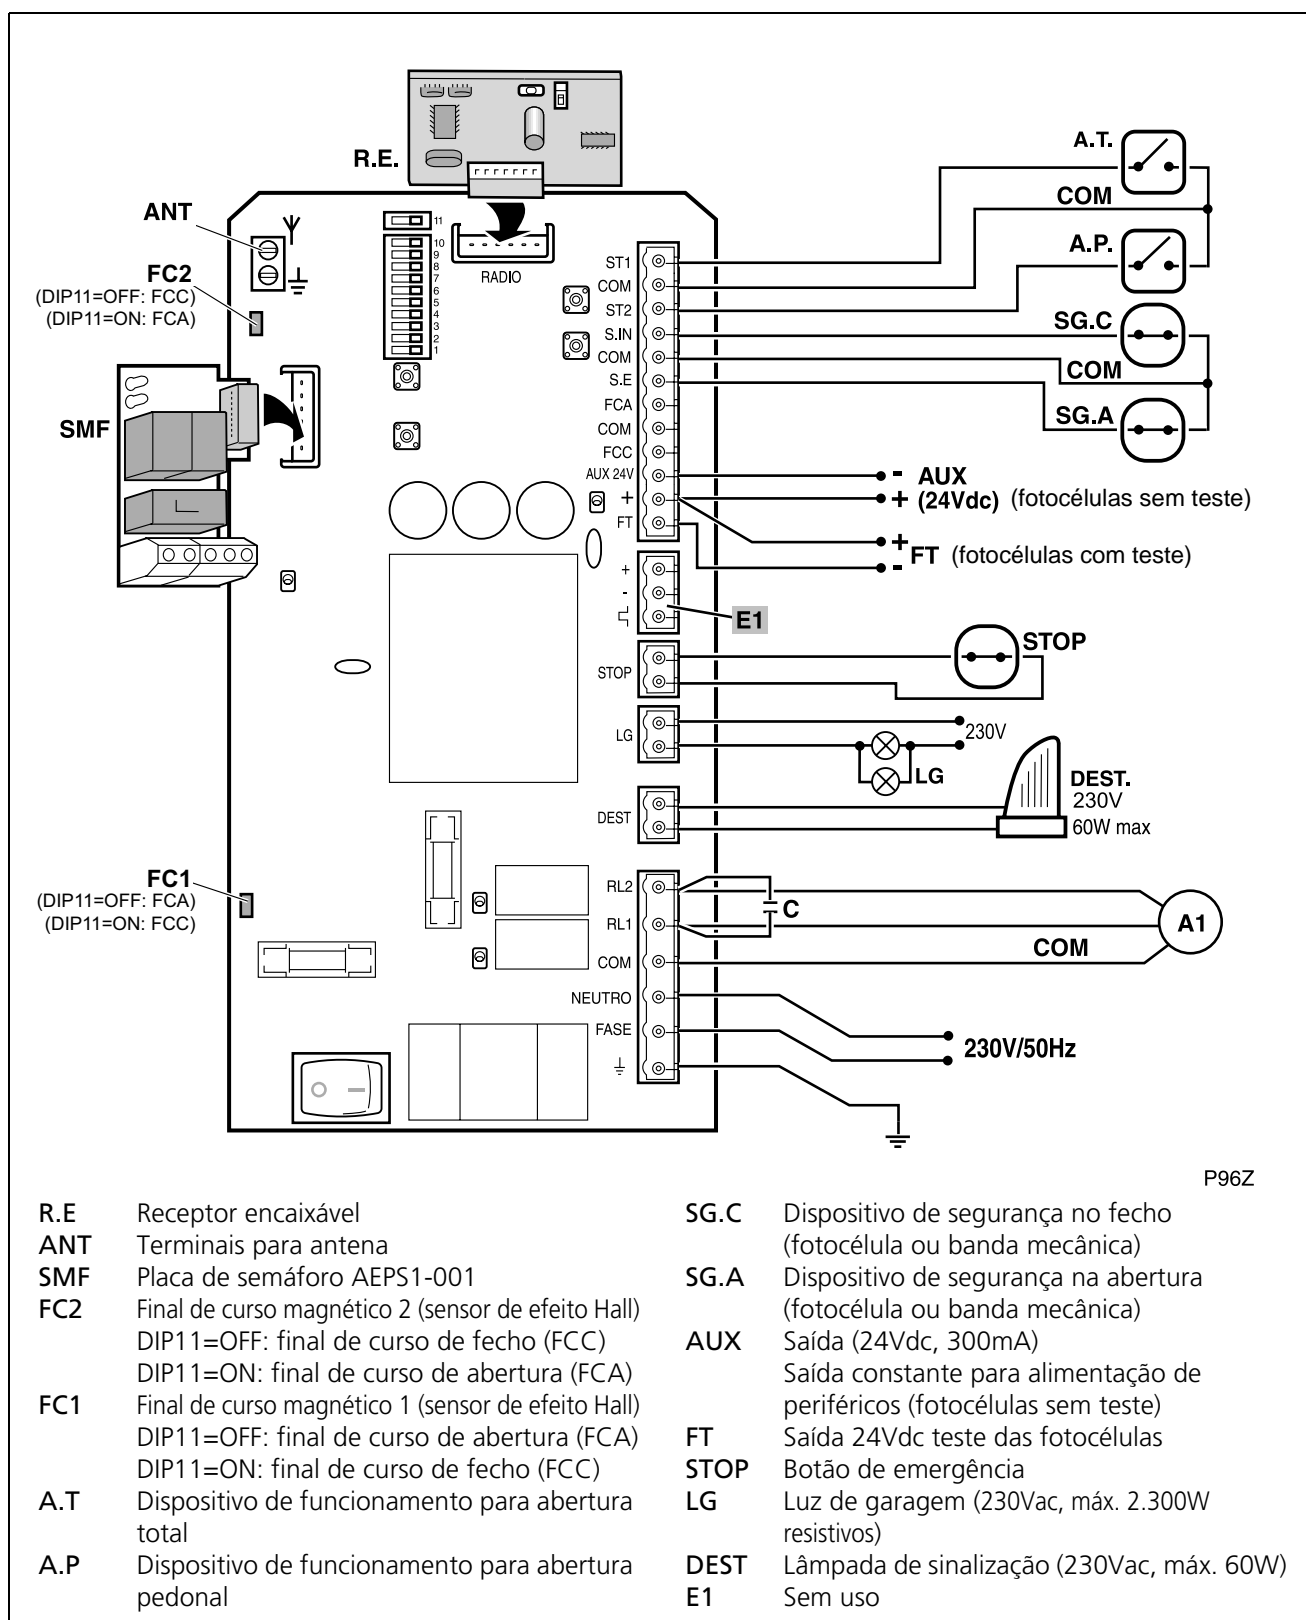 R.E.
A.T.
COM
A.P.
SG.C
COM
SG.A
ANT
FC2
(DIP11=OFF: FCC)
(DIP11=ON: FCA)
SMF
11
10
9
8
7
6
5
4
3
2
1
RADIO
ST1
COM
ST2
S.IN
COM
S.E
FCA
COM
FCC
AUX 24V
+
FT
- AUX
+ (24Vdc) (fotocélulas sem teste)
+
- FT (fotocélulas com teste)
+
-
E1
STOP
STOP
LG
230V
LG
DEST
DEST.
230V
60W max
FC1
(DIP11=OFF: FCA)
(DIP11=ON: FCC)
RL2
RL1
COM
NEUTRO
FASE
C
A1
COM
230V/50Hz
P96Z
R.E Receptor encaixável
ANT Terminais para antena
SMF Placa de semáforo AEPS1-001
FC2 Final de curso magnético 2 (sensor de efeito Hall)
DIP11=OFF: final de curso de fecho (FCC)
DIP11=ON: final de curso de abertura (FCA)
FC1 Final de curso magnético 1 (sensor de efeito Hall)
DIP11=OFF: final de curso de abertura (FCA)
DIP11=ON: final de curso de fecho (FCC)
A.T Dispositivo de funcionamento para abertura
total
A.P Dispositivo de funcionamento para abertura
pedonal
SG.C Dispositivo de segurança no fecho
(fotocélula ou banda mecânica)
SG.A Dispositivo de segurança na abertura
(fotocélula ou banda mecânica)
AUX Saída (24Vdc, 300mA)
Saída constante para alimentação de
periféricos (fotocélulas sem teste)
FT Saída 24Vdc teste das fotocélulas
STOP Botão de emergência
LG Luz de garagem (230Vac, máx. 2.300W
resistivos)
DEST Lâmpada de sinalização (230Vac, máx. 60W)
E1 Sem uso